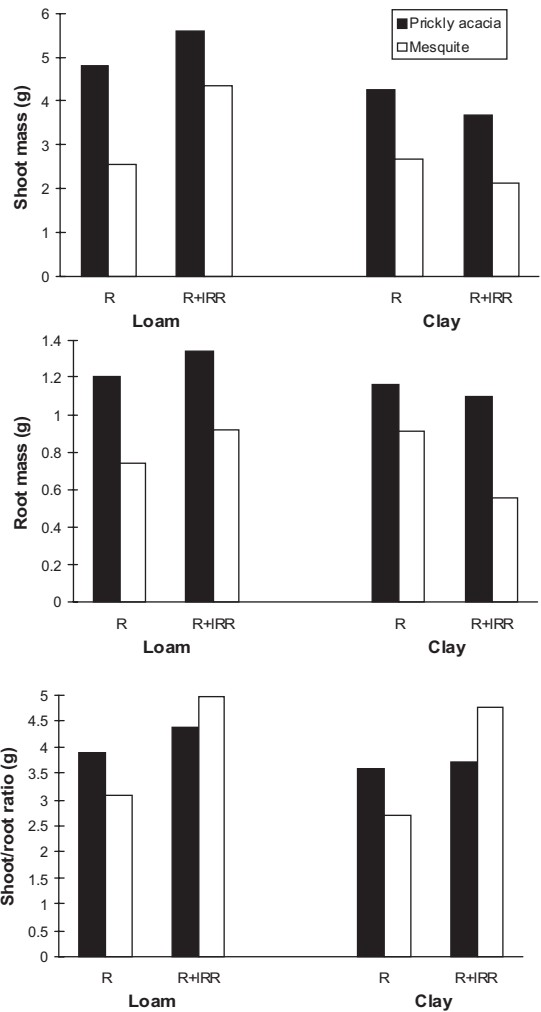 6
5
4
3
2
1
0
Shoot mass (g)
Prickly acacia
Mesquite
R R+IRR R R+IRR
Loam Clay
1.4
1.2
1
0.8
0.6
0.4
0.2
0
Root mass (g)
R R+IRR R R+IRR
Loam Clay
5
4.5
4
3.5
3
2.5
2
1.5
1
0.5
0
Shoot/root ratio (g)
R R+IRR R R+IRR
Loam Clay